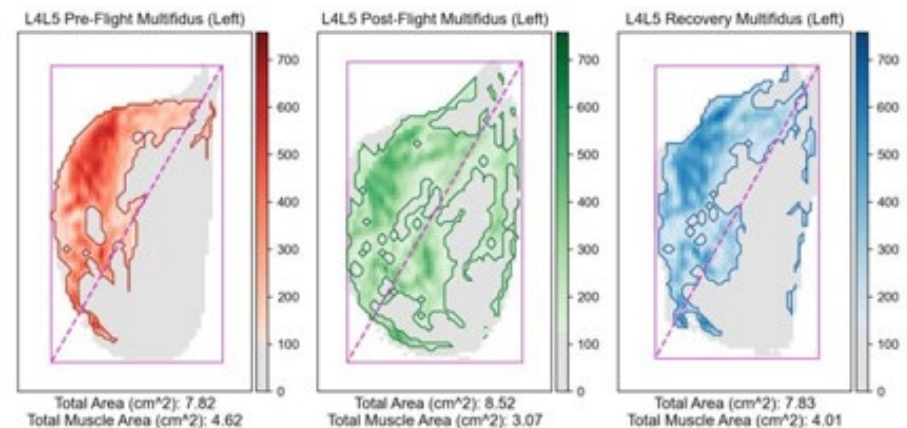 L4L5 Pre-Flight Multifidus (Left)
700
600
500
400
300
200
100
0
Total Area (cm^2): 7.82
Total Muscle Area (cm^2): 4.62
L4L5 Post-Flight Multifidus (Left)
700
600
500
400
300
200
100
0
Total Area (cm^2): 8.52
Total Muscle Area (cm^2): 3.07
L4L5 Recovery Multifidus (Left)
700
600
500
400
300
200
100
0
Total Area (cm^2): 7.83
Total Muscle Area (cm^2): 4.01